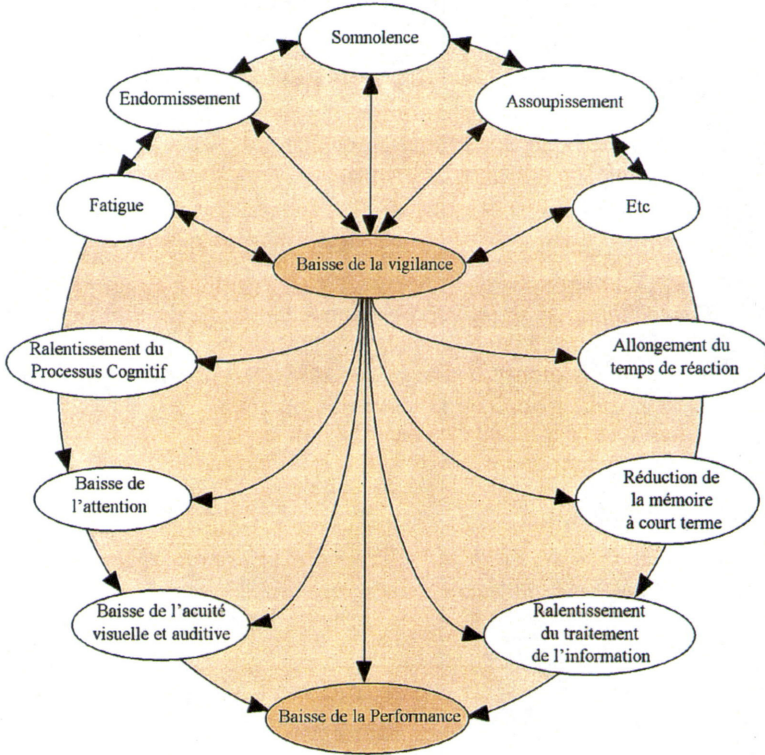 Somnolence
Endormissement
Assoupissement
Fatigue
Etc
Baisse de la vigilance
Ralentissement du
Processus Cognitif
Allongement du
temps de réaction
Baisse de
l’attention
Réduction de
la mémoire
à court terme
Baisse de l’acuité
visuelle et auditive
Ralentissement
du traitement
de l’information
Baisse de la Performance